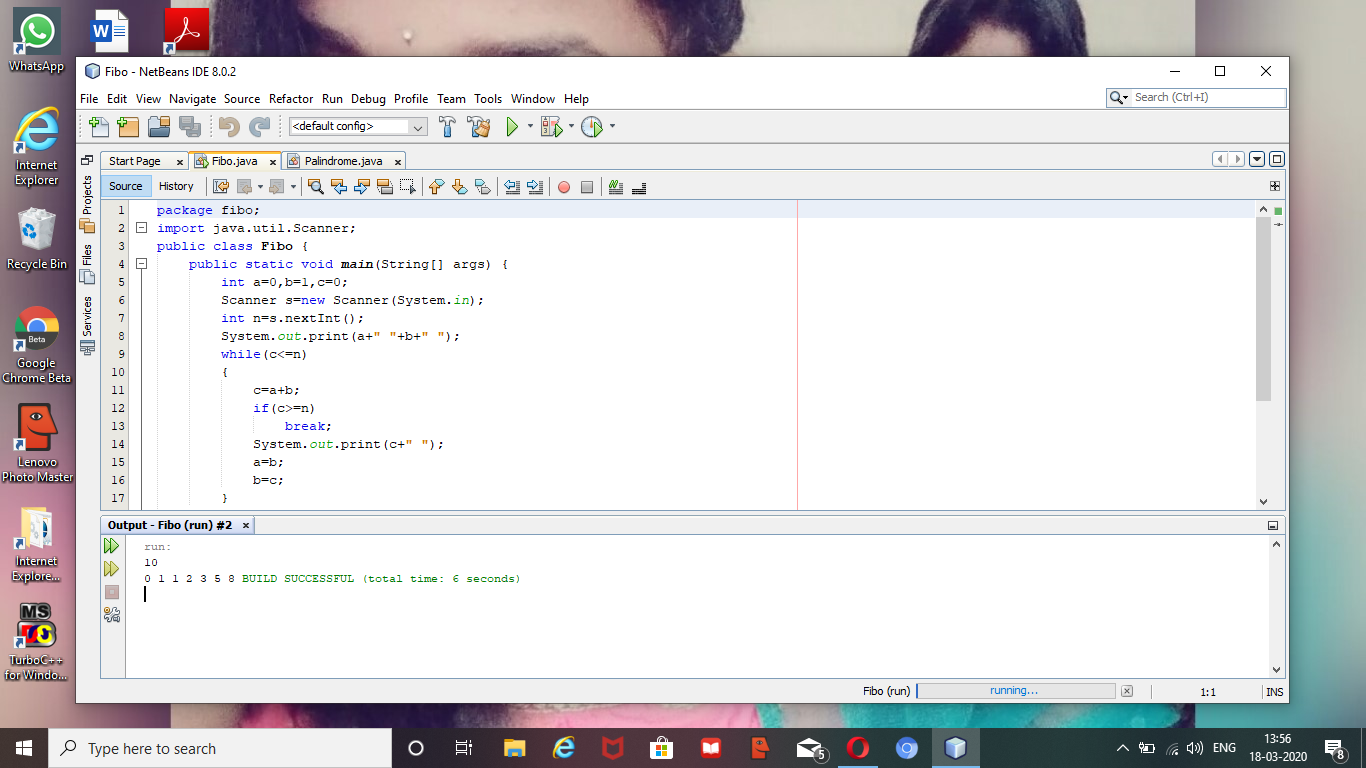 WhatsApp
Internet
Explorer
Recycle Bin
Beta
Google
Chrome Beta
Lenovo
Photo Master
Internet
Explore...
MS
TurboC++
for Windo...
Fibo - NetBeans IDE 8.0.2
File Edit View Navigate Source Refactor Run Debug Profile Team Tools Window Help
Search (Ctrl+I)
<default config>
Start Page Fibo.java Palindrome.java
Projects
Files
Services
Source History
1 package fibo;
2 import java.util.Scanner;
3 public class Fibo {
4 public static void main(String[] args) {
5 int a=0,b=1,c=0;
6 Scanner s=new Scanner(System.in);
7 int n=s.nextInt();
8 System.out.print(a+" "+b+" ");
9 while(c<=n)
10 {
11 c=a+b;
12 if(c>=n)
13 break;
14 System.out.print(c+" ");
15 a=b;
16 b=c;
17 }
Output - Fibo (run) #2
run:
10
0 1 1 2 3 5 8 BUILD SUCCESSFUL (total time: 6 seconds)
Fibo (run) running... 1:1 INS
Type here to search
5
ENG
13:56
18-03-2020
8